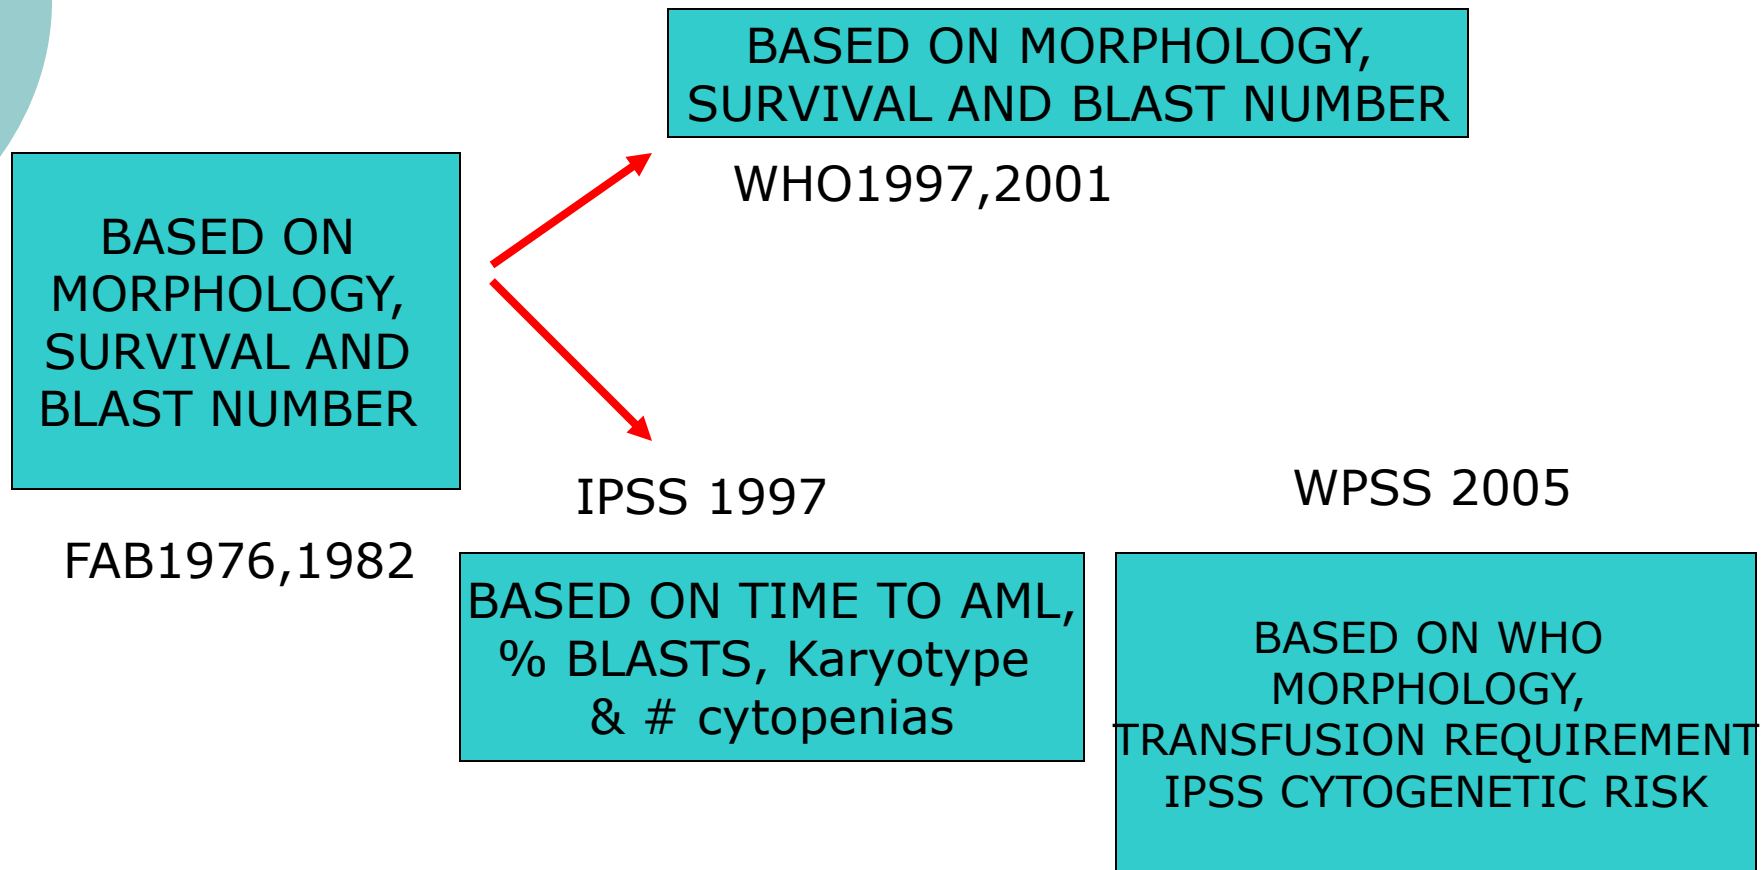 BASED ON MORPHOLOGY,
SURVIVAL AND BLAST NUMBER
WHO1997,2001
BASED ON
MORPHOLOGY,
SURVIVAL AND
BLAST NUMBER
FAB1976,1982
IPSS 1997
BASED ON TIME TO AML,
% BLASTS, Karyotype
& # cytopenias
WPSS 2005
BASED ON WHO
MORPHOLOGY,
TRANSFUSION REQUIREMENT
IPSS CYTOGENETIC RISK